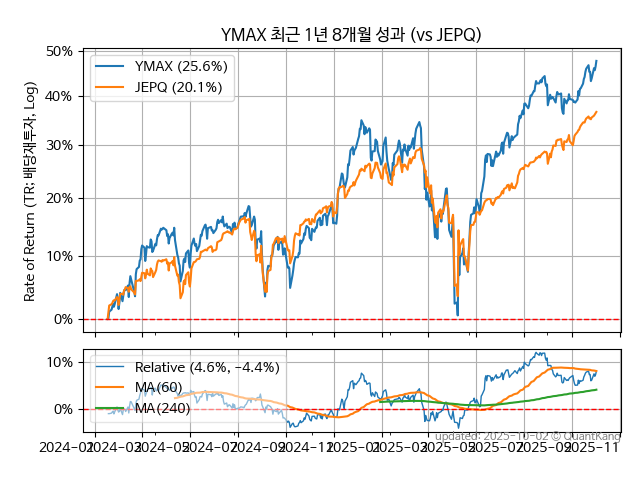 YMAX 최근 1년 8개월 성과 (vs JEPQ)
Rate of Return (TR: 배당재투자, Log)
50%
40%
30%
20%
10%
0%
YMAX (25.6%)
JEPQ (20.1%)
10%
0%
Relative (4.6%, −4.4%)
MA(60)
MA(240)
2024-01 2024-03 2024-05 2024-07 2024-09 2024-11 2025-01 2025-03 2025-05 2025-07 2025-09 2025-11
updated: 2025-10-02 © QuantKang